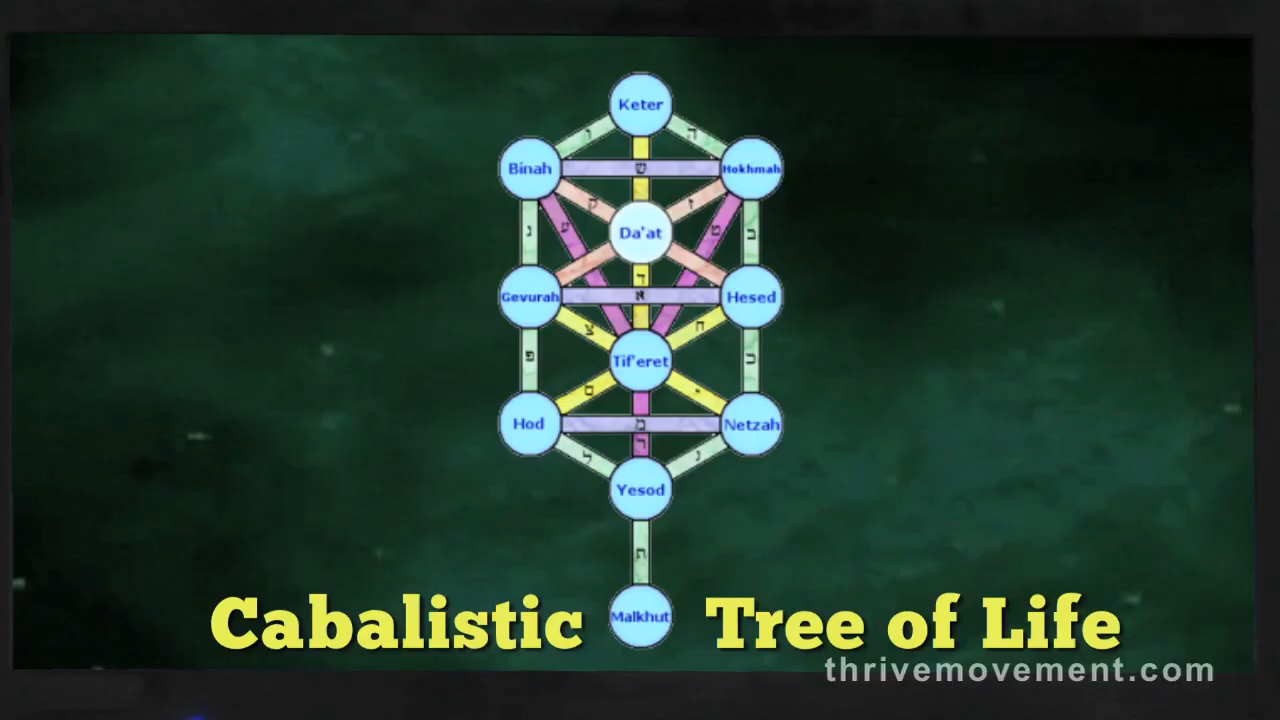 Keter
ו
ה
Binah
ש
Hokhmah
ק
ז
Da'at
ע
ט
ד
Gevurah
א
Hesed
צ
ח
פ
Tif'eret
ס
י
Hod
מ
Netzah
ר
ל
נ
Yesod
ת
Cabalistic Malkhut Tree of Life
thrivemovement.com